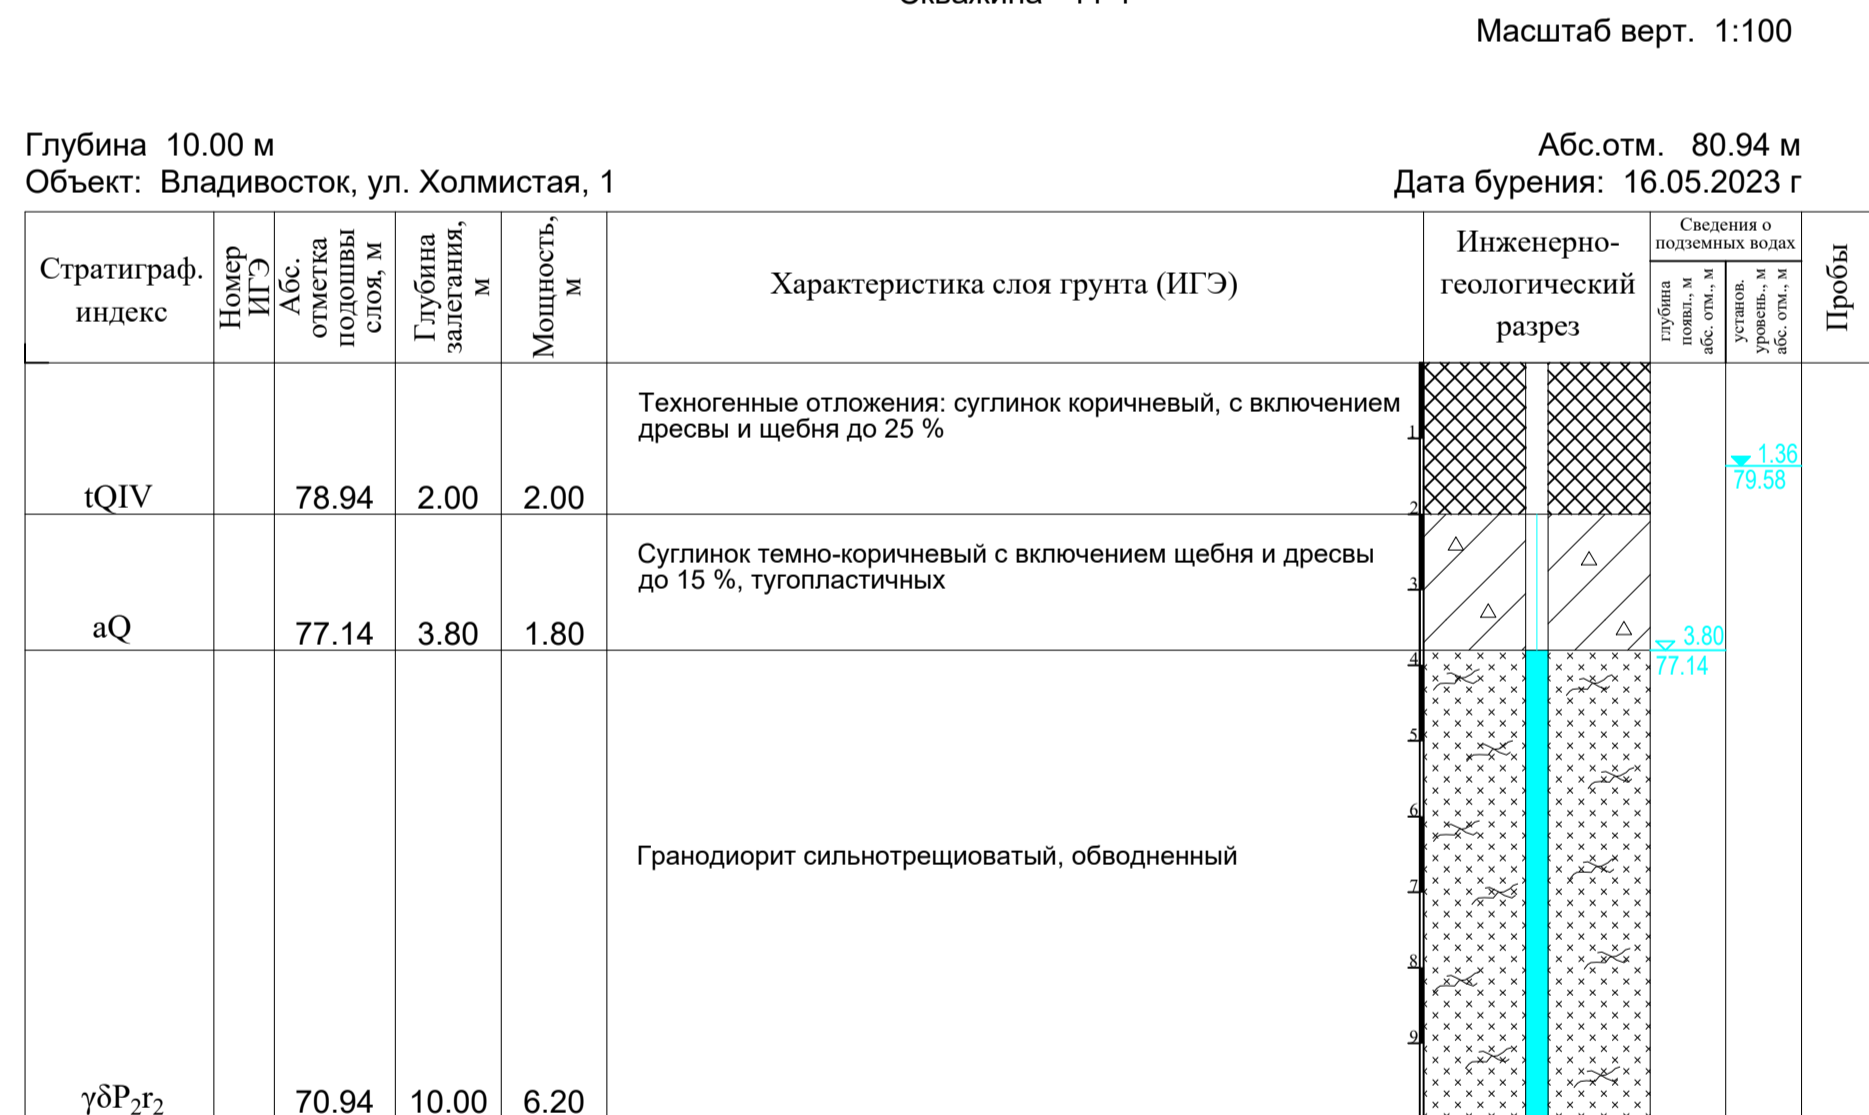 Масштаб верт. 1:100
Глубина 10.00 м
Абс.отм. 80.94 м
Объект: Владивосток, ул. Холмистая, 1
Дата бурения: 16.05.2023 г
Стратиграф.
индекс
Номер
ИГЭ
Абс.
отметка
подошвы
слоя, м
Глубина
залегания,
м
Мощность,
м
Характеристика слоя грунта (ИГЭ)
Инженерно-
геологический
разрез
Сведения о
подземных водах
глубина
появл., м
абс. отм., м
установ.
уровень., м
абс. отм., м
Пробы
Техногенные отложения: суглинок коричневый, с включением
дресвы и щебня до 25 %
tQIV
78.94
2.00
2.00
1
2
1.36
79.58
Суглинок темно-коричневый с включением щебня и дресвы
до 15 %, тугопластичных
aQ
77.14
3.80
1.80
3
3.80
77.14
4
5
6
Гранодиорит сильнотрещиоватый, обводненный
7
8
9
γδP₂r₂
70.94
10.00
6.20